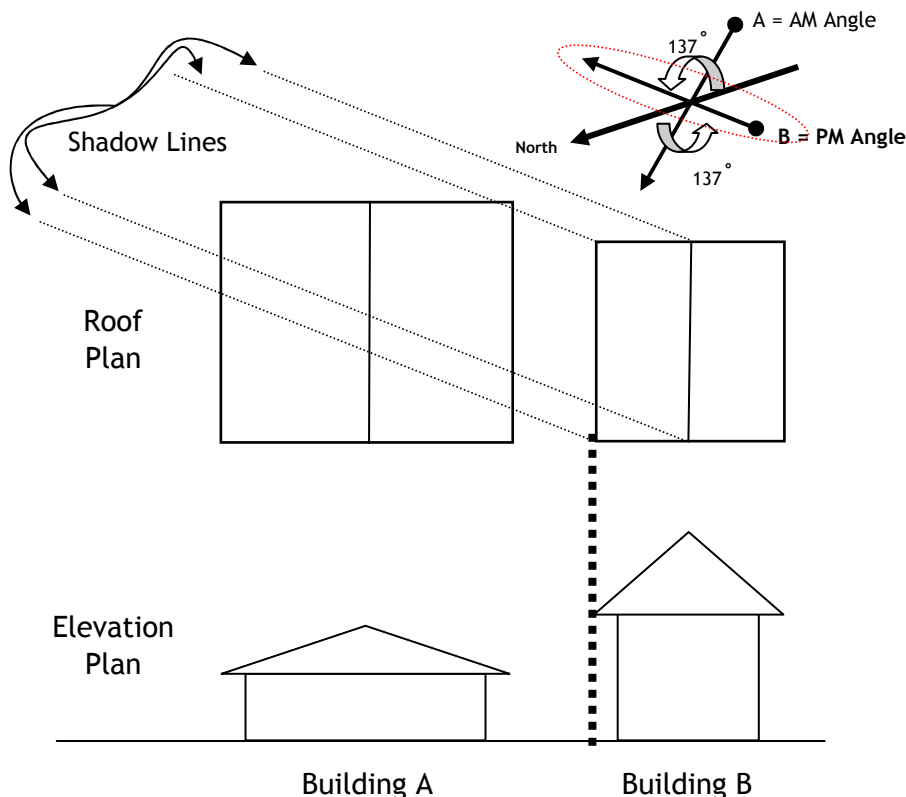 A = AM Angle
137°
Shadow Lines
B = PM Angle
North
137°
Roof
Plan
Elevation
Plan
Building A
Building B